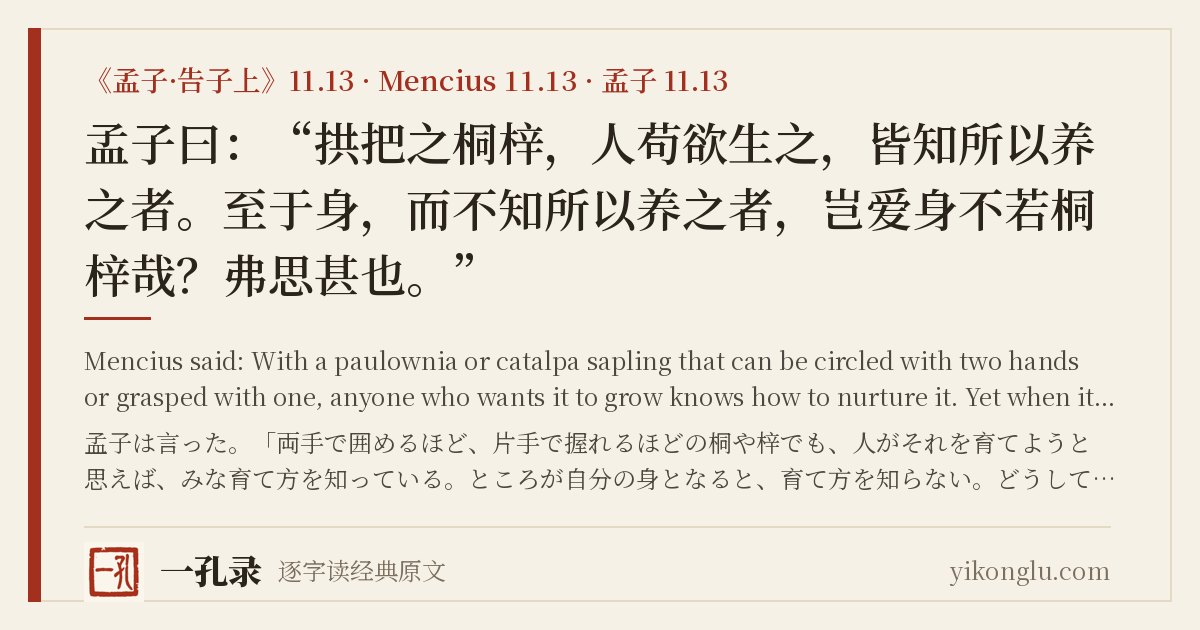 《孟子·告子上》11.13 · Mencius 11.13 · 孟子 11.13
孟子曰：“拱把之桐梓，人苟欲生之，皆知所以养
之者。至于身，而不知所以养之者，岂爱身不若桐
梓哉？弗思甚也。”
Mencius said: With a paulownia or catalpa sapling that can be circled with two hands
or grasped with one, anyone who wants it to grow knows how to nurture it. Yet when it…
孟子は言った。「両手で囲めるほど、片手で握れるほどの桐や梓でも、人がそれを育てようと
思えば、みな育て方を知っている。ところが自分の身となると、育て方を知らない。どうして…
一孔
一孔录 逐字读经典原文 yikonglu.com